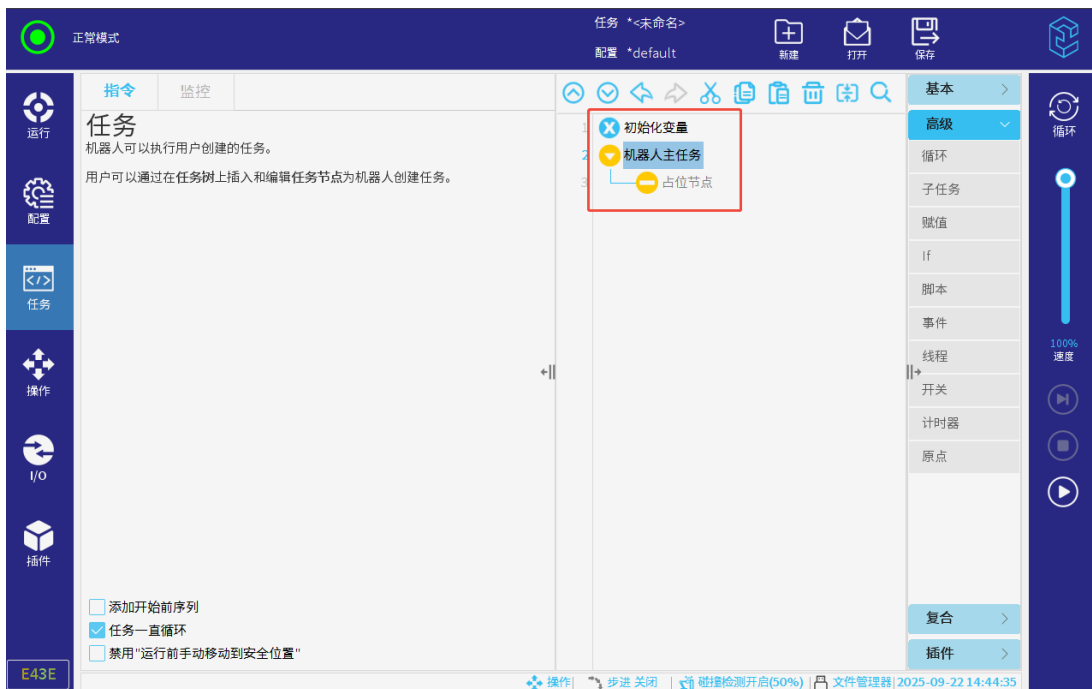 正常模式
任务 *<未命名>
配置 *default
新建
打开
保存
运行
配置
任务
操作
I/O
插件
E43E
指令
监控
任务
机器人可以执行用户创建的任务。
用户可以通过在任务树上插入和编辑任务节点为机器人创建任务。
添加开始前序列
任务一直循环
禁用"运行前手动移动到安全位置"
1 初始化变量
2 机器人主任务
3 占位节点
基本
高级
循环
子任务
赋值
If
脚本
事件
线程
开关
计时器
原点
复合
插件
循环
100%
速度
操作| 步进 关闭 | 碰撞检测开启(50%) | 文件管理器| 2025-09-22 14:44:35